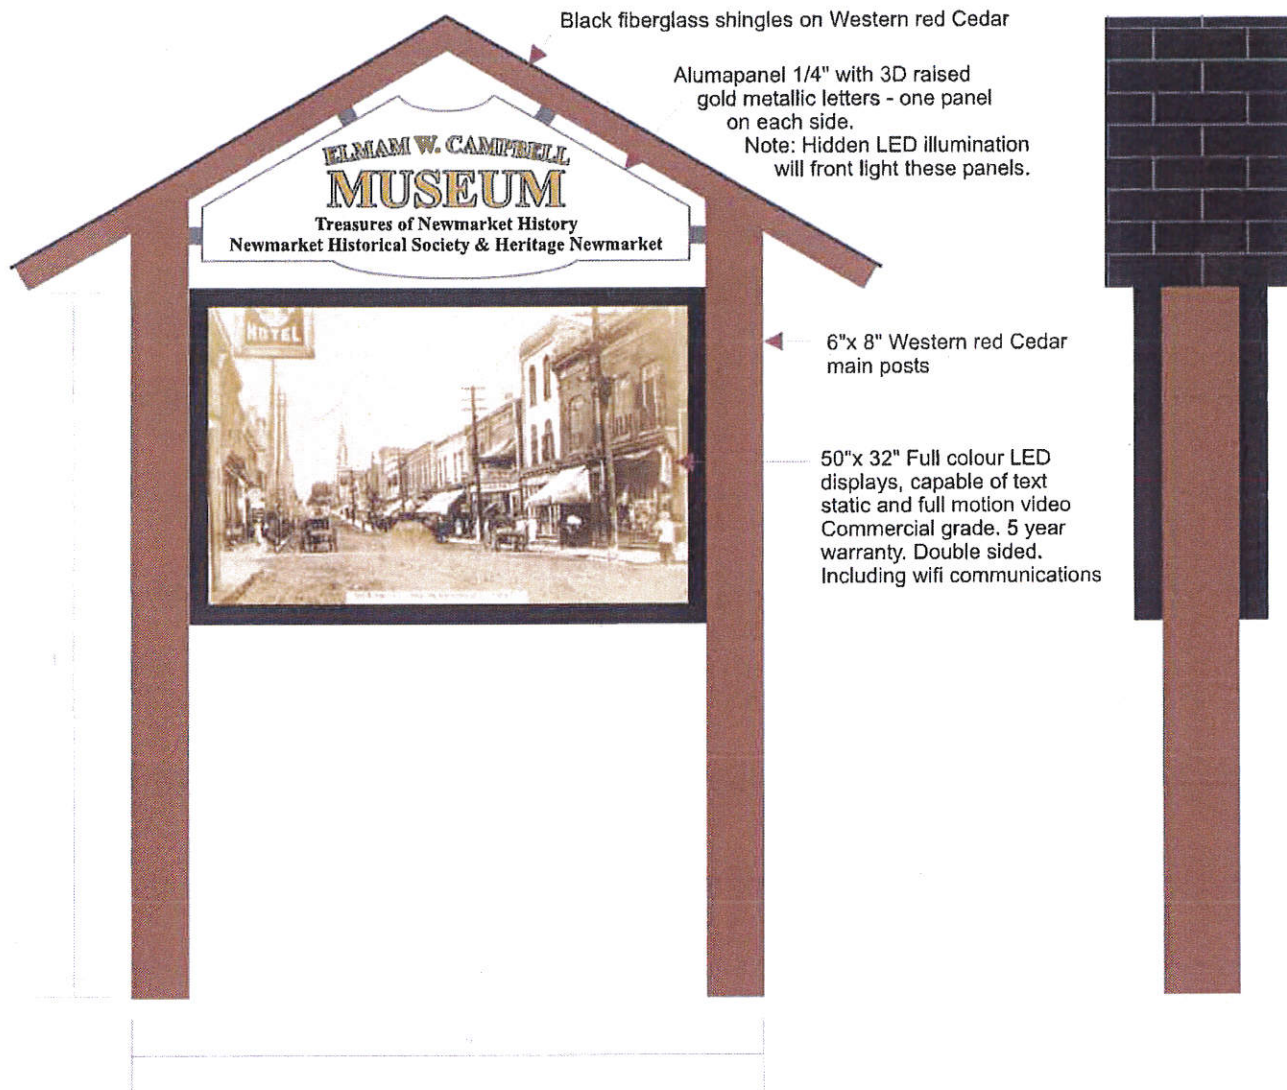 Black fiberglass shingles on Western red Cedar
Alumapanel 1/4" with 3D raised
gold metallic letters - one panel
on each side.
Note: Hidden LED illumination
will front light these panels.
ELMAM W. CAMPBELL
MUSEUM
Treasures of Newmarket History
Newmarket Historical Society & Heritage Newmarket
HOTEL
6"x 8" Western red Cedar
main posts
50"x 32" Full colour LED
displays, capable of text
static and full motion video
Commercial grade. 5 year
warranty. Double sided.
Including wifi communications